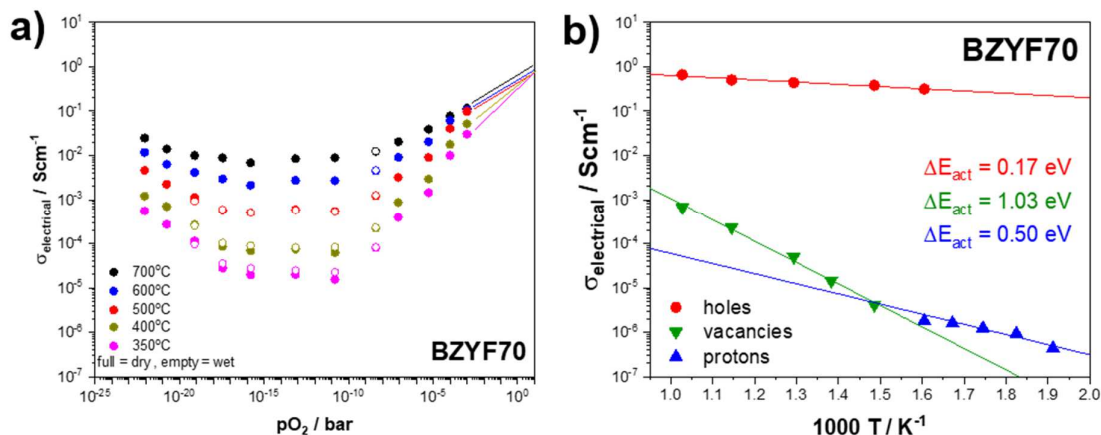 a)
10¹
10⁰
10⁻¹
10⁻²
10⁻³
10⁻⁴
10⁻⁵
10⁻⁶
10⁻⁷
σelectrical / Scm⁻¹
700ºC
600ºC
500ºC
400ºC
350ºC
full = dry , empty = wet
BZYF70
10⁻²⁵ 10⁻²⁰ 10⁻¹⁵ 10⁻¹⁰ 10⁻⁵ 10⁰
pO₂ / bar
b)
BZYF70
10¹
10⁰
10⁻¹
10⁻²
10⁻³
10⁻⁴
10⁻⁵
10⁻⁶
10⁻⁷
σelectrical / Scm⁻¹
ΔEact = 0.17 eV
ΔEact = 1.03 eV
ΔEact = 0.50 eV
holes
vacancies
protons
1.0 1.1 1.2 1.3 1.4 1.5 1.6 1.7 1.8 1.9 2.0
1000 T / K⁻¹